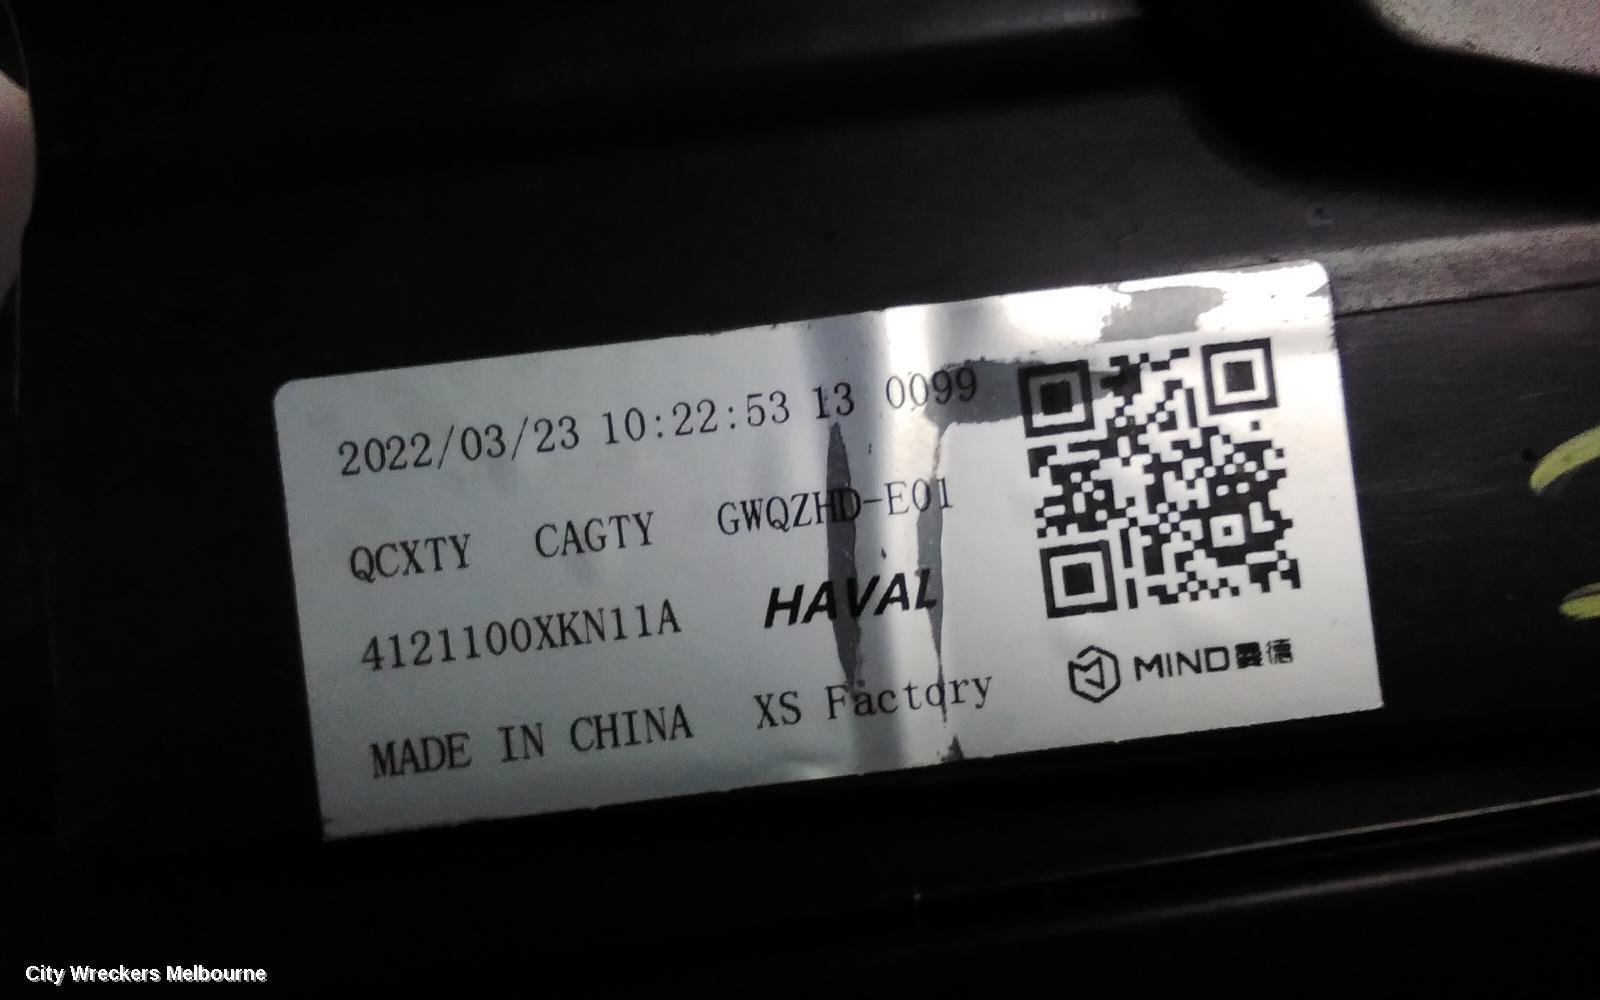 2022/03/23 10:22:53 13 0099
QCXTY CAGTY GWQZHD-E01
4121100XKN11A HAVAL
MADE IN CHINA XS Factory
MIND
City Wreckers Melbourne